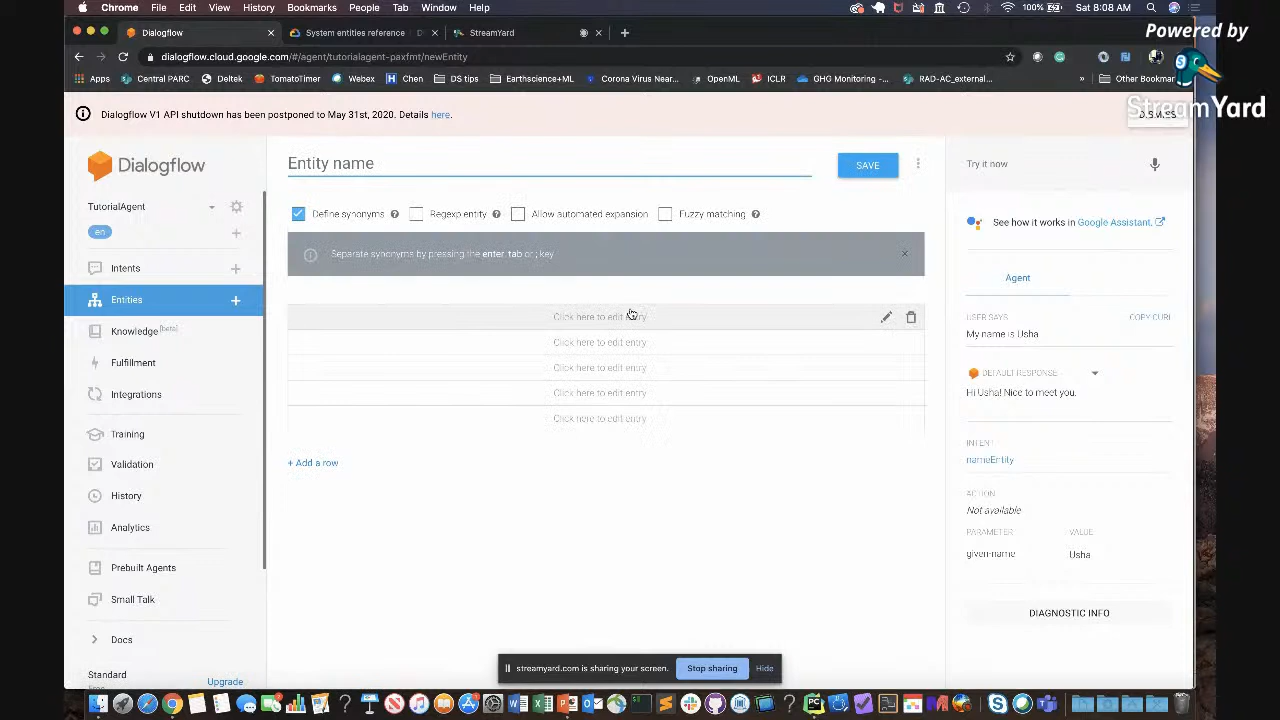 Chrome File Edit View History Bookmarks People Tab Window Help 100% Sat 8:08 AM
Powered by
StreamYard
Dialogflow × System entities reference × StreamYard × +
dialogflow.cloud.google.com/#/agent/tutorialagent-paxfmt/newEntity
Apps Central PARC Deltek TomatoTimer Webex Chen DS tips Earthscience+ML Corona Virus Near... OpenML ICLR GHG Monitoring -... RAD-AC_external... » Other Bookmar
Dialogflow V1 API shutdown has been postponed to May 31st, 2020. Details here.
DISMISS
Dialogflow
Entity name
SAVE
Try it now
TutorialAgent
Define synonyms Regexp entity Allow automated expansion Fuzzy matching
See how it works in Google Assistant.
en
Separate synonyms by pressing the enter, tab or ; key
Intents
Agent
Entities
Click here to edit entry
USER SAYS COPY CURL
Knowledge [beta]
My name is Usha
Click here to edit entry
Fulfillment
Click here to edit entry
DEFAULT RESPONSE
Integrations
Click here to edit entry
Hi Usha! Nice to meet you.
Click here to edit entry
Training
INTENT
Validation
+ Add a row
nameEntity
History
ACTION
Not available
Analytics
PARAMETER VALUE
given-name Usha
Prebuilt Agents
Small Talk
DIAGNOSTIC INFO
Docs
Standard
Free
Upgrade
streamyard.com is sharing your screen. Stop sharing Hide